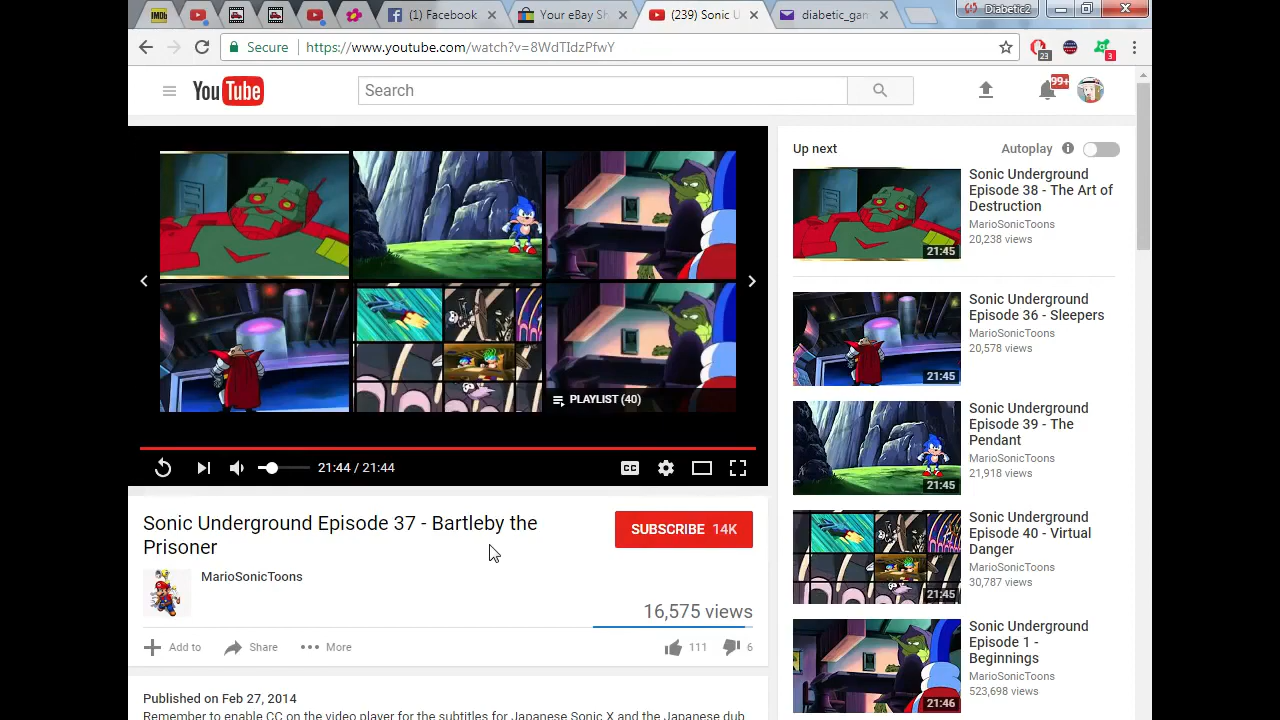 IMDb
(1) Facebook
Your eBay Sh
(239) Sonic U
diabetic_gam
Diabetic2
Secure
https://www.youtube.com/watch?v=8WdTIdzPfwY
23
3
YouTube
Search
99+
Up next
Autoplay
Sonic Underground
Episode 38 - The Art of
Destruction
MarioSonicToons
20,238 views
21:45
Sonic Underground
Episode 36 - Sleepers
MarioSonicToons
20,578 views
21:45
Sonic Underground
Episode 39 - The
Pendant
MarioSonicToons
21,918 views
21:45
Sonic Underground
Episode 40 - Virtual
Danger
MarioSonicToons
30,787 views
21:45
Sonic Underground
Episode 1 -
Beginnings
MarioSonicToons
523,698 views
21:46
PLAYLIST (40)
21:44 / 21:44
CC
Sonic Underground Episode 37 - Bartleby the
Prisoner
SUBSCRIBE 14K
MarioSonicToons
16,575 views
Add to
Share
More
111
6
Published on Feb 27, 2014
Remember to enable CC on the video player for the subtitles for Japanese Sonic X and the Japanese dub